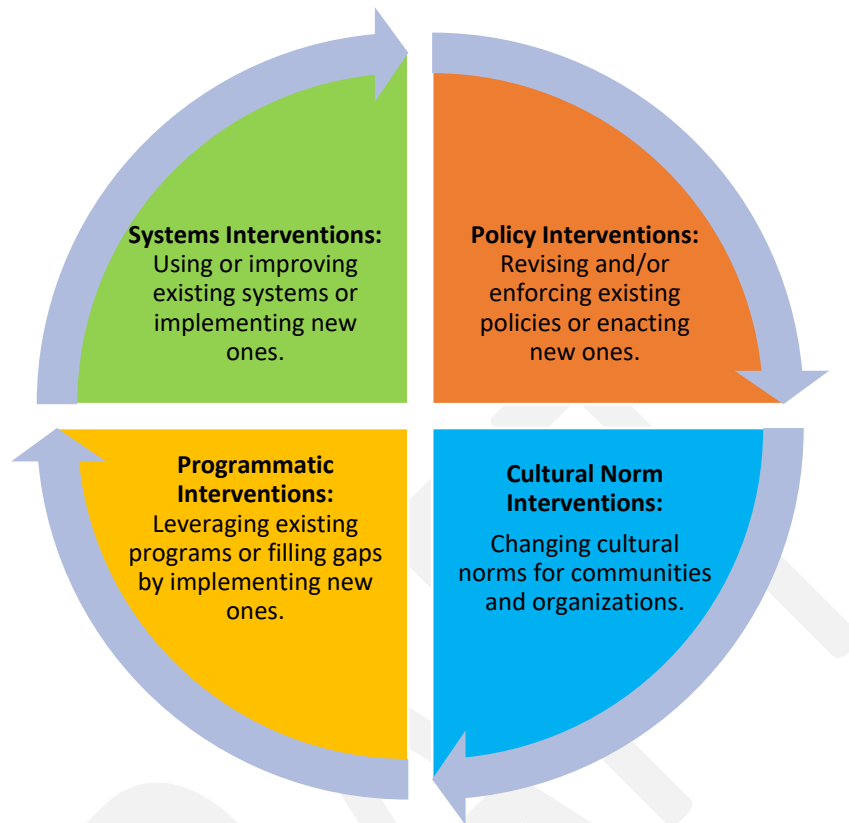 Systems Interventions:
Using or improving
existing systems or
implementing new
ones.
Policy Interventions:
Revising and/or
enforcing existing
policies or enacting
new ones.
Programmatic
Interventions:
Leveraging existing
programs or filling gaps
by implementing new
ones.
Cultural Norm
Interventions:
Changing cultural
norms for communities
and organizations.